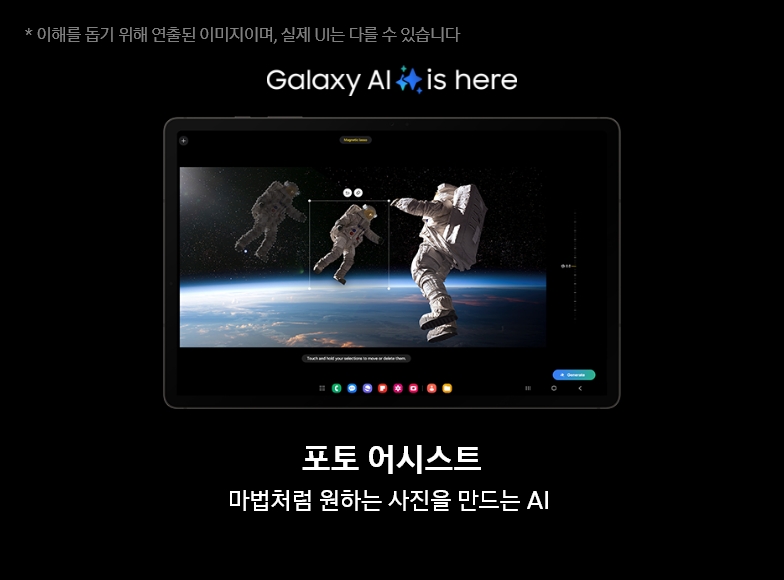 * 이해를 돕기 위해 연출된 이미지이며, 실제 UI는 다를 수 있습니다
Galaxy AI is here
Touch and hold your selections to move or delete them.
Generate
포토 어시스트
마법처럼 원하는 사진을 만드는 AI